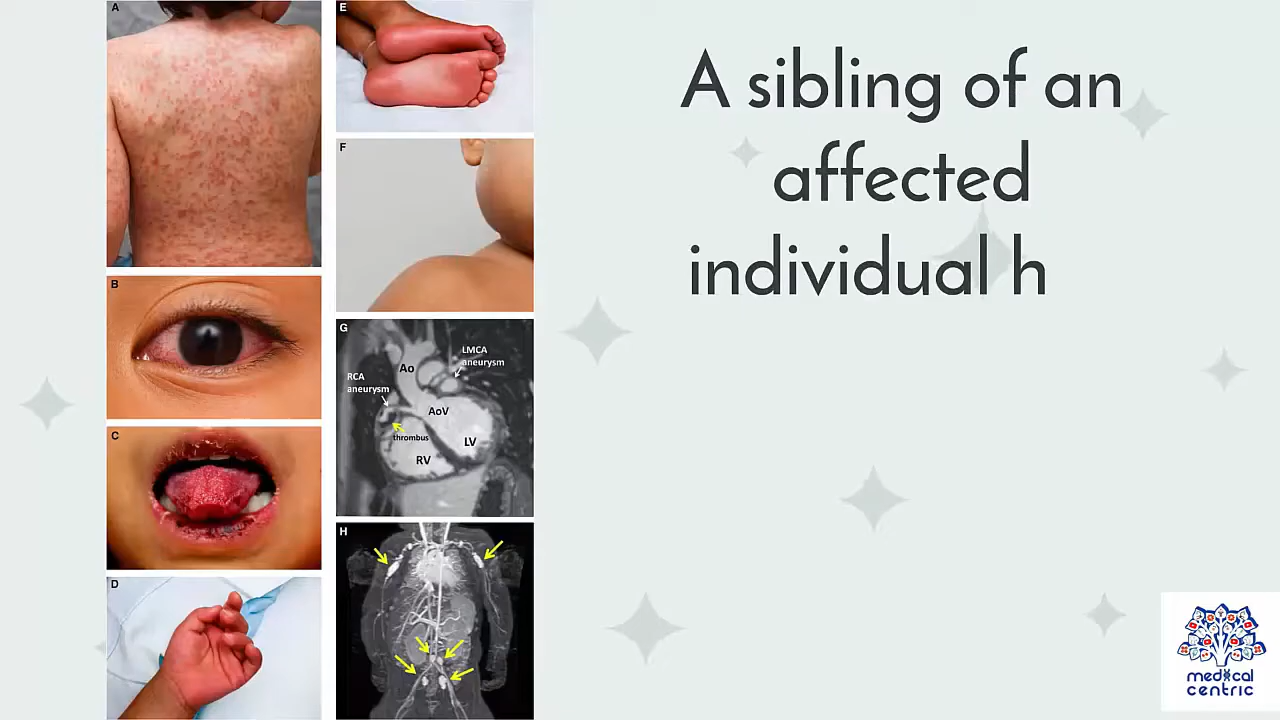 A
B
C
D
E
F
G
LMCA
aneurysm
Ao
RCA
aneurysm
AoV
thrombus
LV
RV
H
A sibling of an
affected
individual h
medical
centric